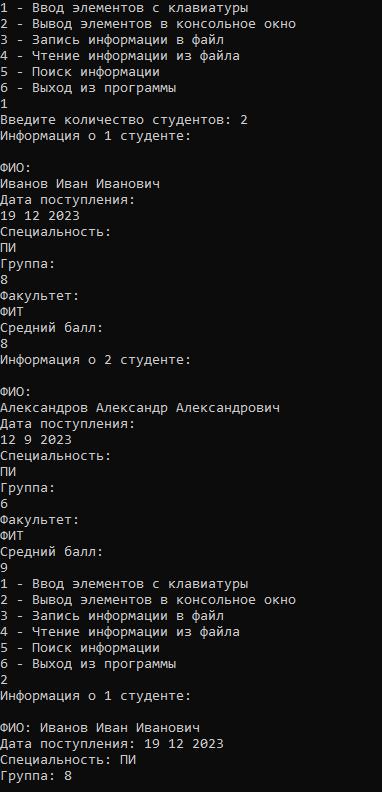 1 - Ввод элементов с клавиатуры
2 - Вывод элементов в консольное окно
3 - Запись информации в файл
4 - Чтение информации из файла
5 - Поиск информации
6 - Выход из программы
1
Введите количество студентов: 2
Информация о 1 студенте:
ФИО:
Иванов Иван Иванович
Дата поступления:
19 12 2023
Специальность:
ПИ
Группа:
8
Факультет:
ФИТ
Средний балл:
8
Информация о 2 студенте:
ФИО:
Александров Александр Александрович
Дата поступления:
12 9 2023
Специальность:
ПИ
Группа:
6
Факультет:
ФИТ
Средний балл:
9
1 - Ввод элементов с клавиатуры
2 - Вывод элементов в консольное окно
3 - Запись информации в файл
4 - Чтение информации из файла
5 - Поиск информации
6 - Выход из программы
2
Информация о 1 студенте:
ФИО: Иванов Иван Иванович
Дата поступления: 19 12 2023
Специальность: ПИ
Группа: 8